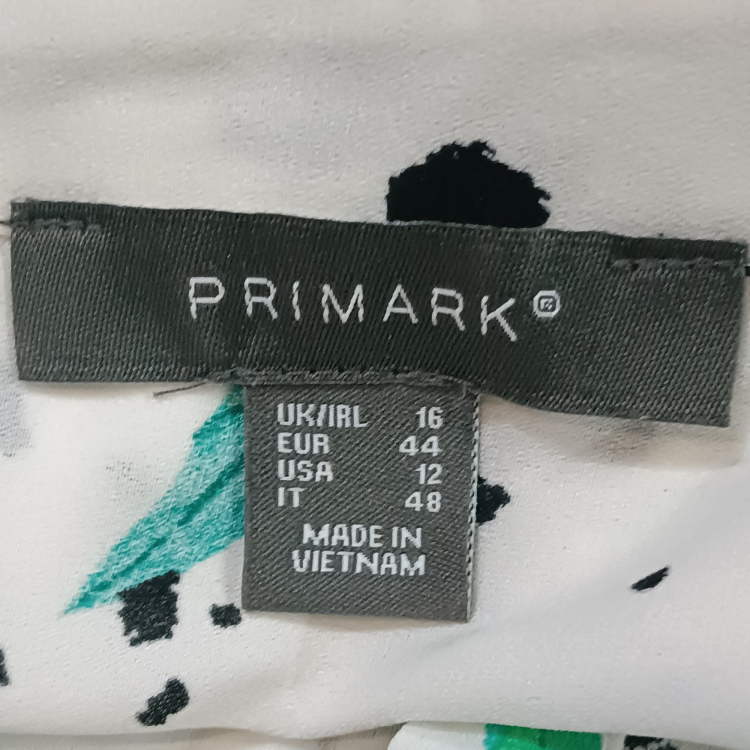 PRIMARK®
UK/IRL 16
EUR 44
USA 12
IT 48
MADE IN
VIETNAM